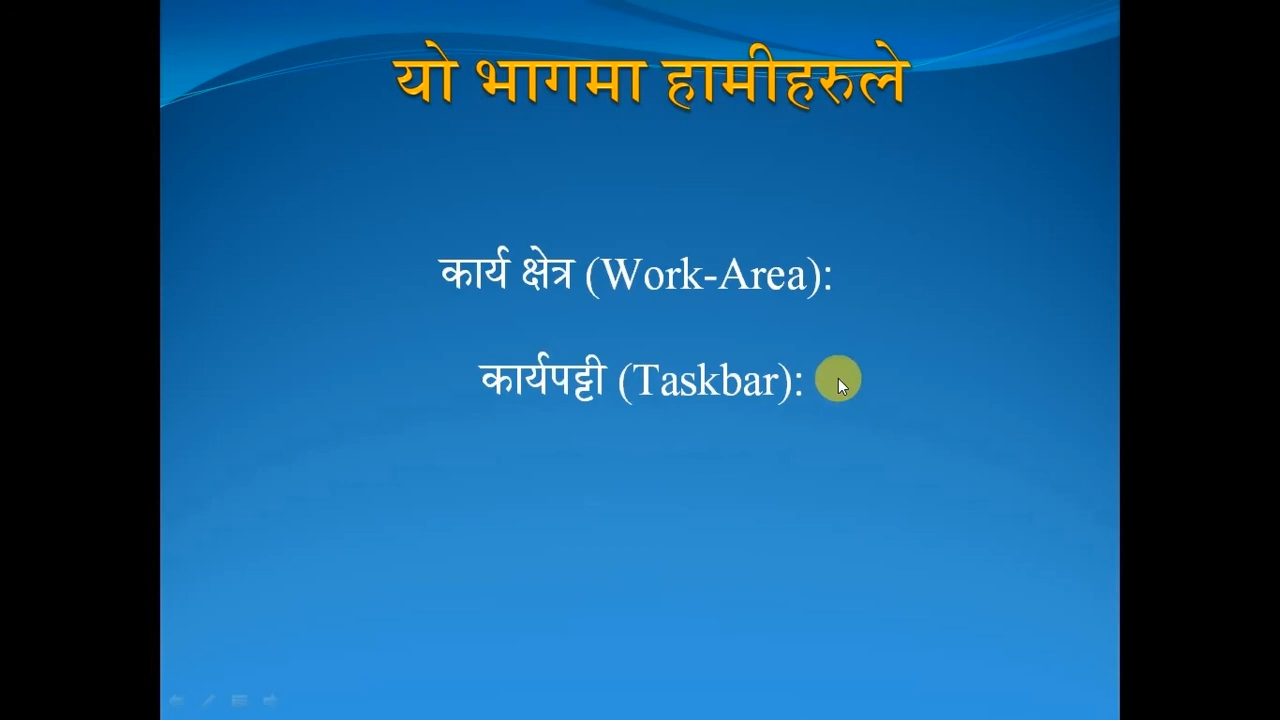 यो भागमा हामीहरुले
कार्य क्षेत्र (Work-Area):
कार्यपट्टी (Taskbar):